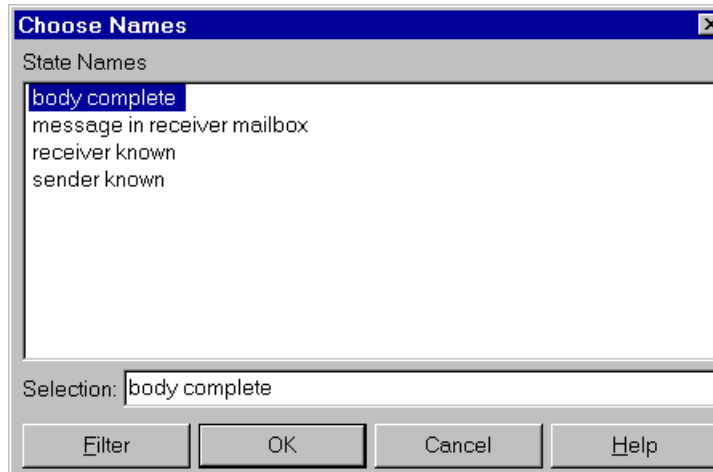 Choose Names
State Names
body complete
message in receiver mailbox
receiver known
sender known
Selection: body complete
Filter OK Cancel Help